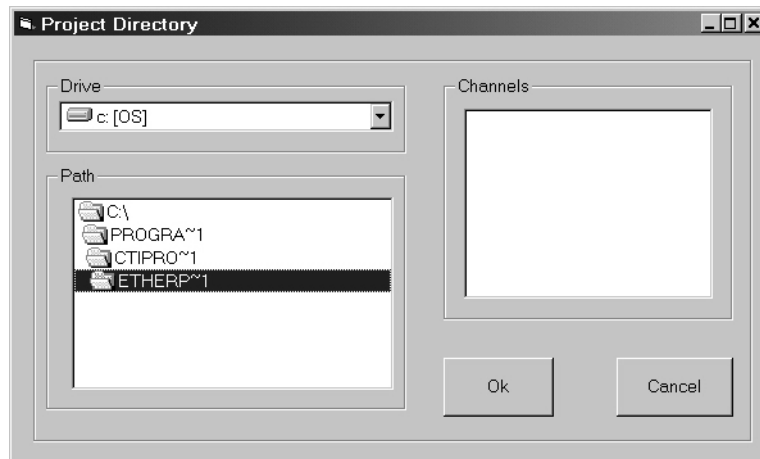 Project Directory
Drive
c: [OS]
Path
C:\
PROGRA~1
CTIPRO~1
ETHERP~1
Channels
Ok
Cancel